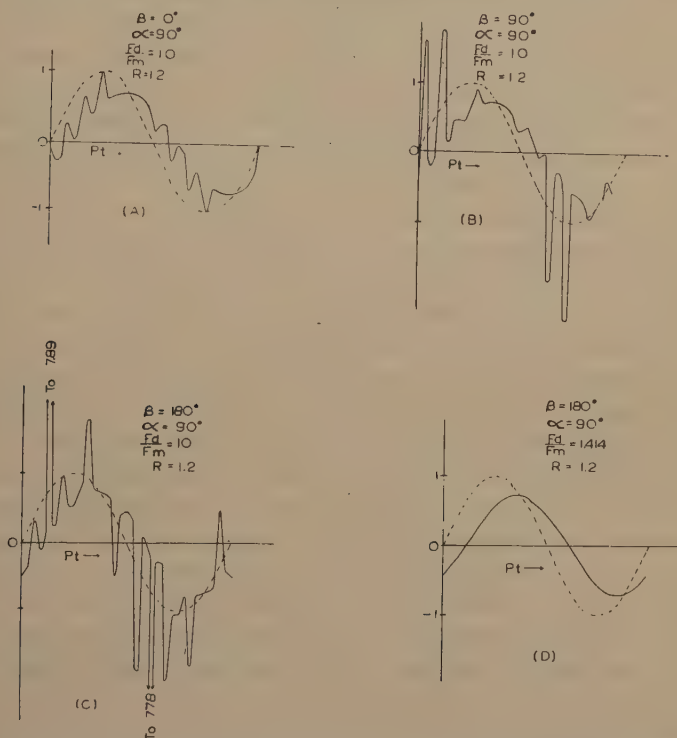 β = 0°
∝=90°
Fd/Fm = 10
R=1.2
1
0
Pt
-1
(A)
β = 90°
∝=90°
Fd/Fm = 10
R = 1.2
1
0
Pt→
(B)
To 7.89
β = 180°
∝= 90°
Fd/Fm = 10
R = 1.2
0
Pt→
(C)
To 7.78
β = 180°
∝= 90°
Fd/Fm = 1.414
R = 1.2
1
0
Pt→
-1
(D)